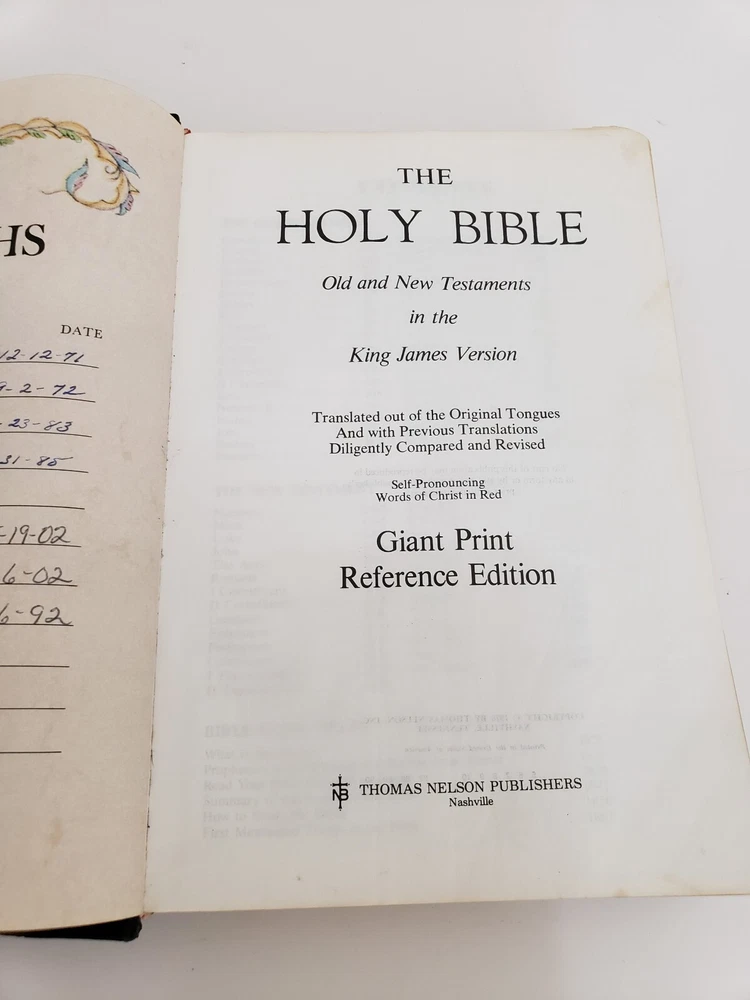 HS
DATE
12-12-71
9-2-72
-23-83
31-85
-19-02
6-02
6-92
THE
HOLY BIBLE
Old and New Testaments
in the
King James Version
Translated out of the Original Tongues
And with Previous Translations
Diligently Compared and Revised
Self-Pronouncing
Words of Christ in Red
Giant Print
Reference Edition
NB THOMAS NELSON PUBLISHERS
Nashville